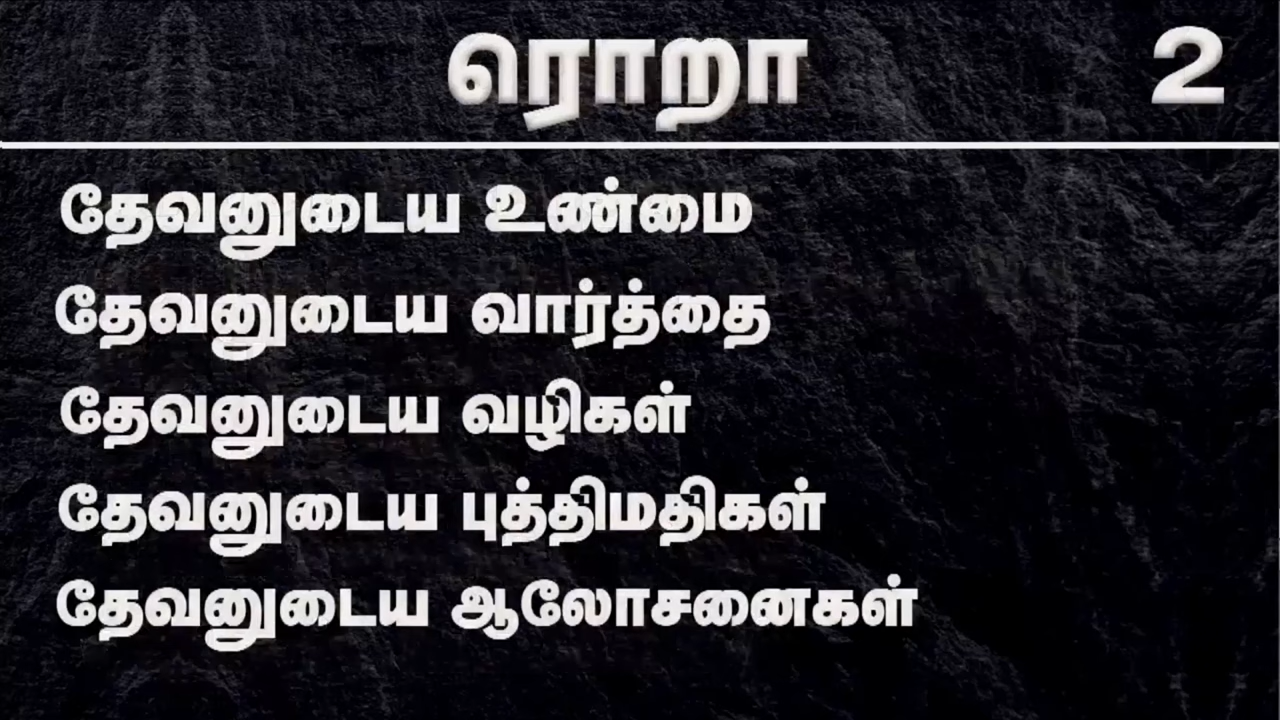 ரொறா 2
தேவனுடைய உண்மை
தேவனுடைய வார்த்தை
தேவனுடைய வழிகள்
தேவனுடைய புத்திமதிகள்
தேவனுடைய ஆலோசனைகள்